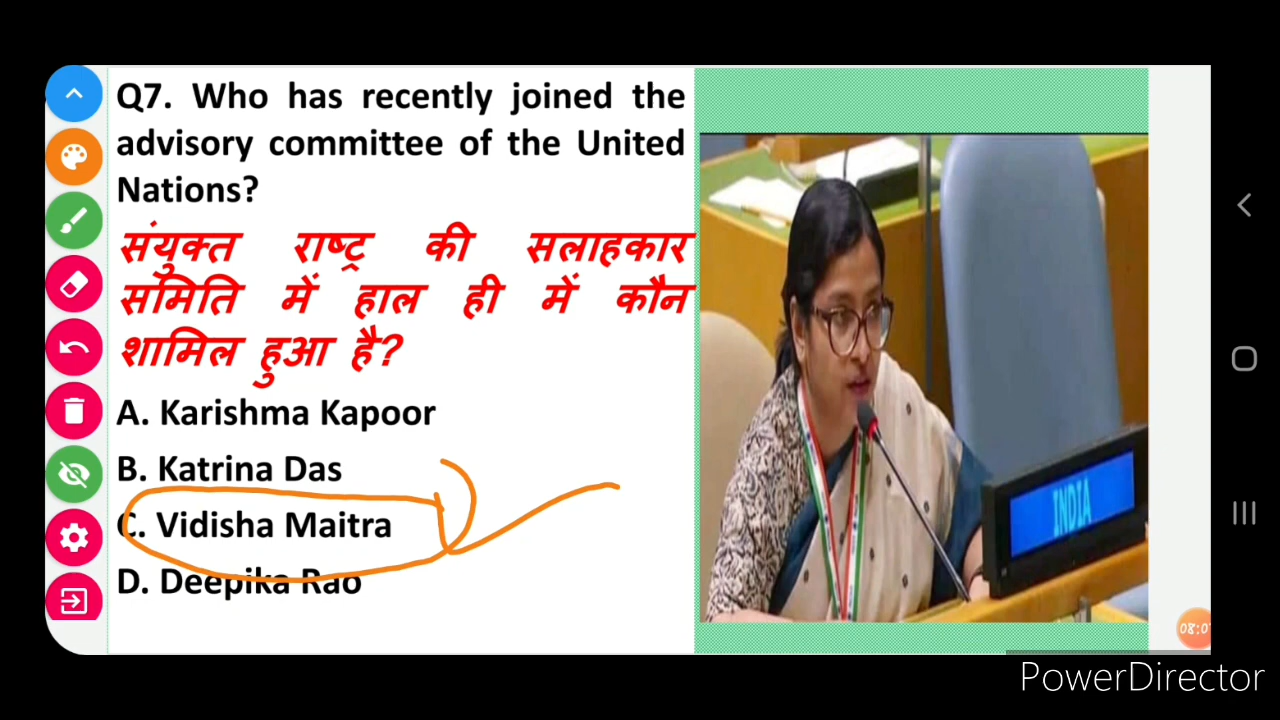 Q7. Who has recently joined the
advisory committee of the United
Nations?
संयुक्त राष्ट्र की सलाहकार
समिति में हाल ही में कौन
शामिल हुआ है?
A. Karishma Kapoor
B. Katrina Das
C. Vidisha Maitra
D. Deepika Rao
INDIA
PowerDirector